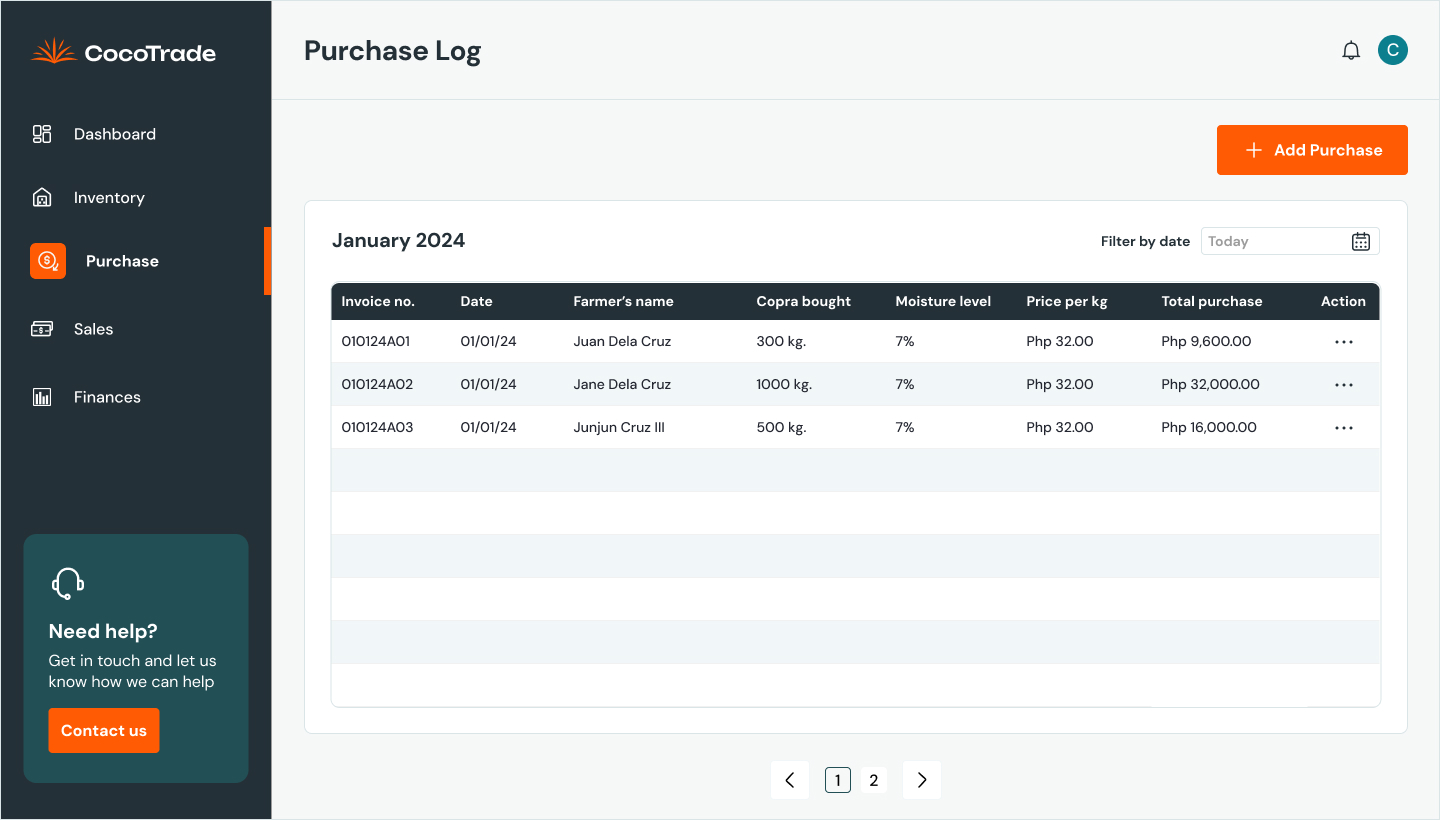 CocoTrade
Purchase Log
C
Dashboard
Inventory
Purchase
Sales
Finances
Need help?
Get in touch and let us
know how we can help
Contact us
Add Purchase
January 2024
Filter by date Today
Invoice no. Date Farmer’s name Copra bought Moisture level Price per kg Total purchase Action
010124A01 01/01/24 Juan Dela Cruz 300 kg. 7% Php 32.00 Php 9,600.00
010124A02 01/01/24 Jane Dela Cruz 1000 kg. 7% Php 32.00 Php 32,000.00
010124A03 01/01/24 Junjun Cruz III 500 kg. 7% Php 32.00 Php 16,000.00
1 2